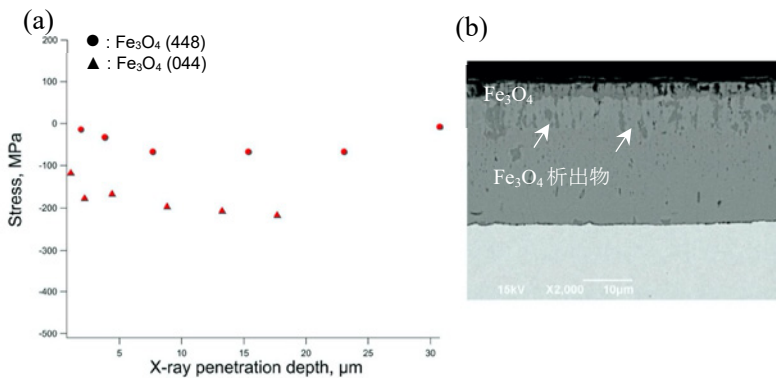 (a)
● : Fe₃O₄ (448)
▲ : Fe₃O₄ (044)
200
100
0
-100
-200
-300
-400
-500
Stress, MPa
5
10
15
20
25
30
X-ray penetration depth, μm
(b)
Fe₃O₄
Fe₃O₄ 析出物
15kV X2,000 10μm